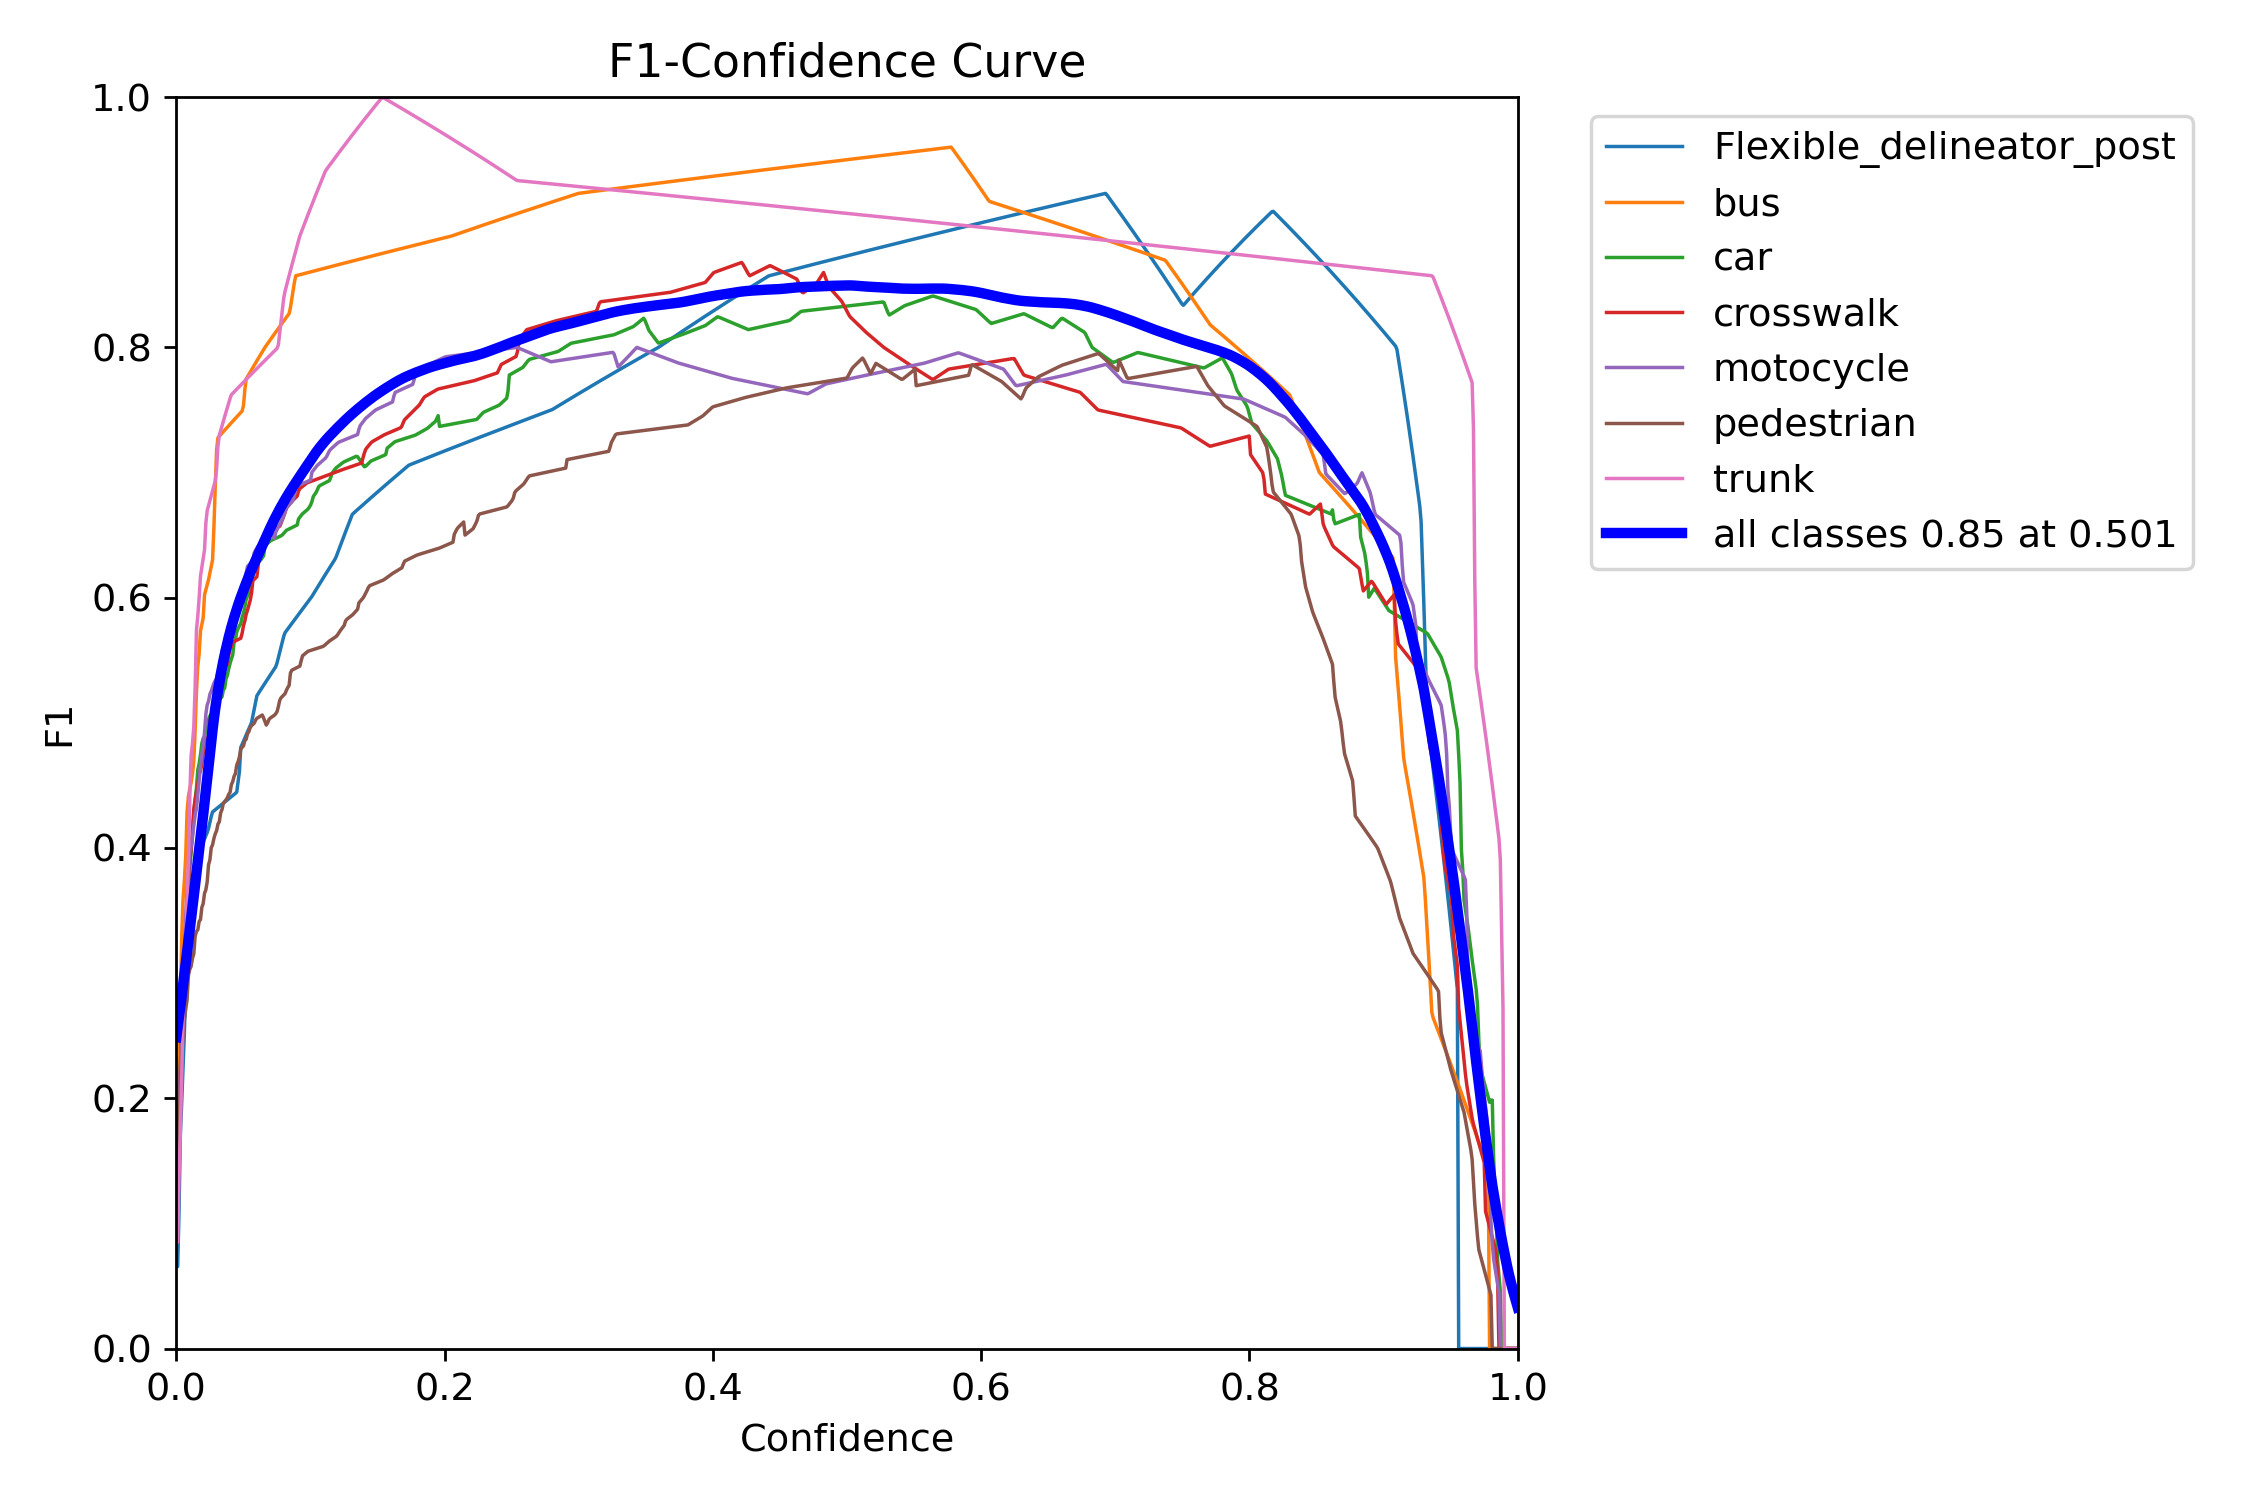 F1-Confidence Curve
1.0
0.8
0.6
0.4
0.2
0.0
F1
0.0 0.2 0.4 0.6 0.8 1.0
Confidence
Flexible_delineator_post
bus
car
crosswalk
motocycle
pedestrian
trunk
all classes 0.85 at 0.501